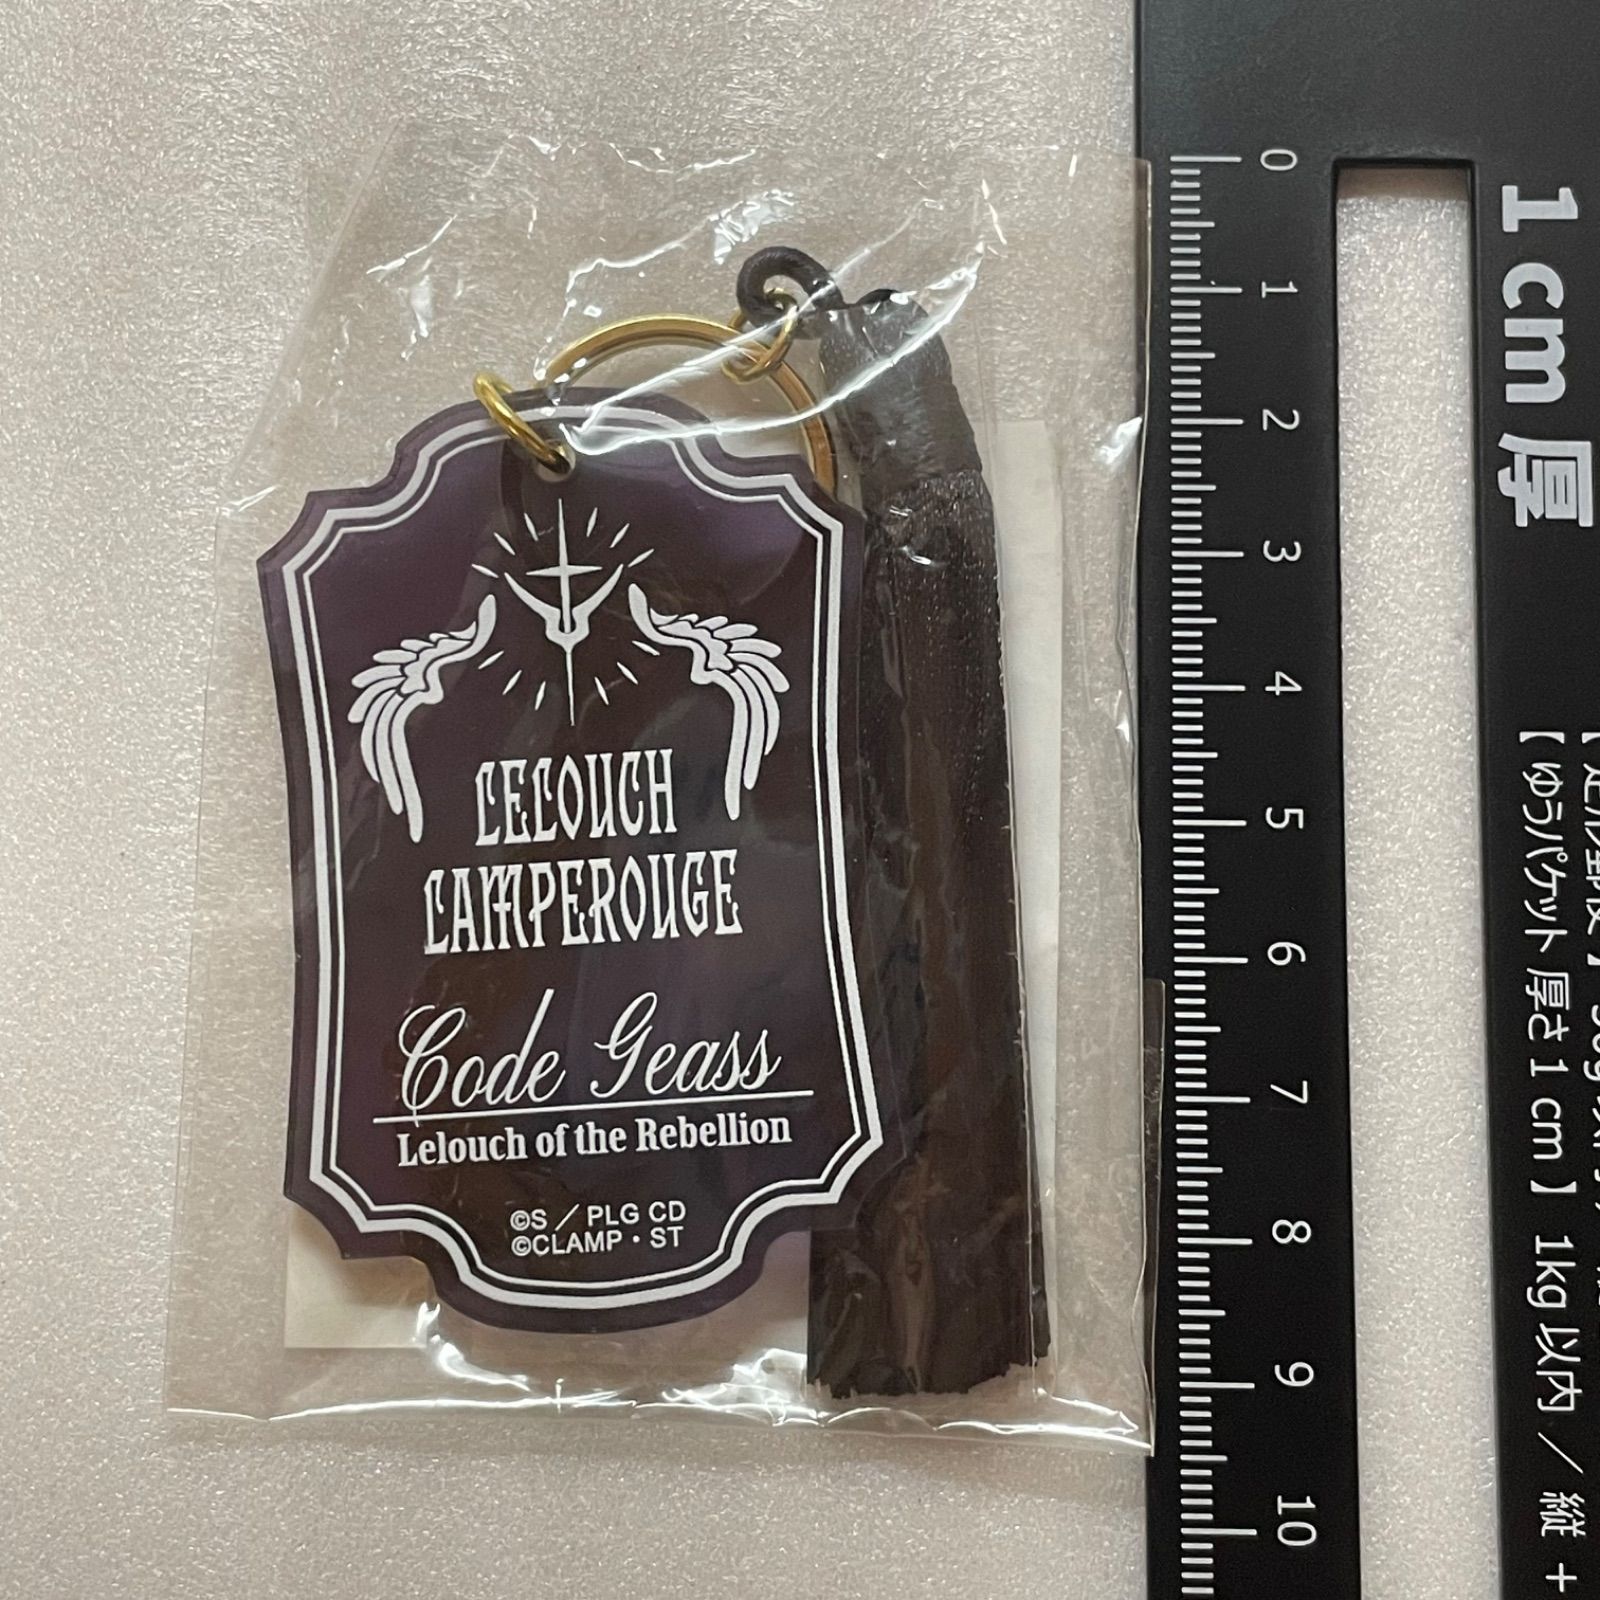 LELOUCH
LAMPEROUGE
Code Geass
Lelouch of the Rebellion
©S／PLG CD
©CLAMP・ST
0
1
2
3
4
5
6
7
8
9
10
1cm厚
【ゆうパケット 厚さ1cm】 1kg以内 ／ 縦＋